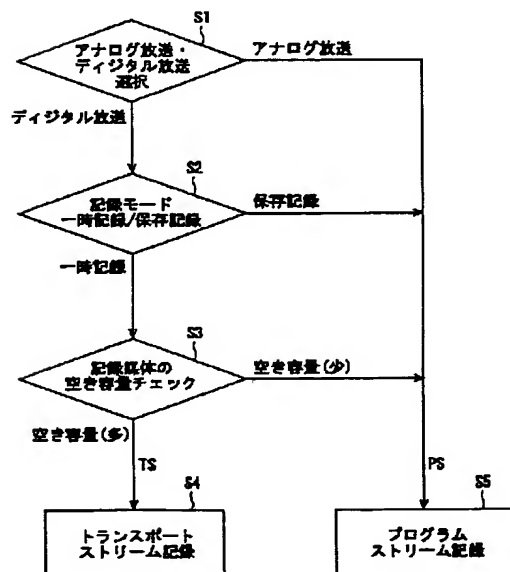 S1
アナログ放送・
ディジタル放送
選択
アナログ放送
ディジタル放送
S2
記録モード
一時記録/保存記録
保存記録
一時記録
S3
記録媒体の
空き容量チェック
空き容量(少)
空き容量(多)
TS
PS
S4
トランスポート
ストリーム記録
S5
プログラム
ストリーム記録